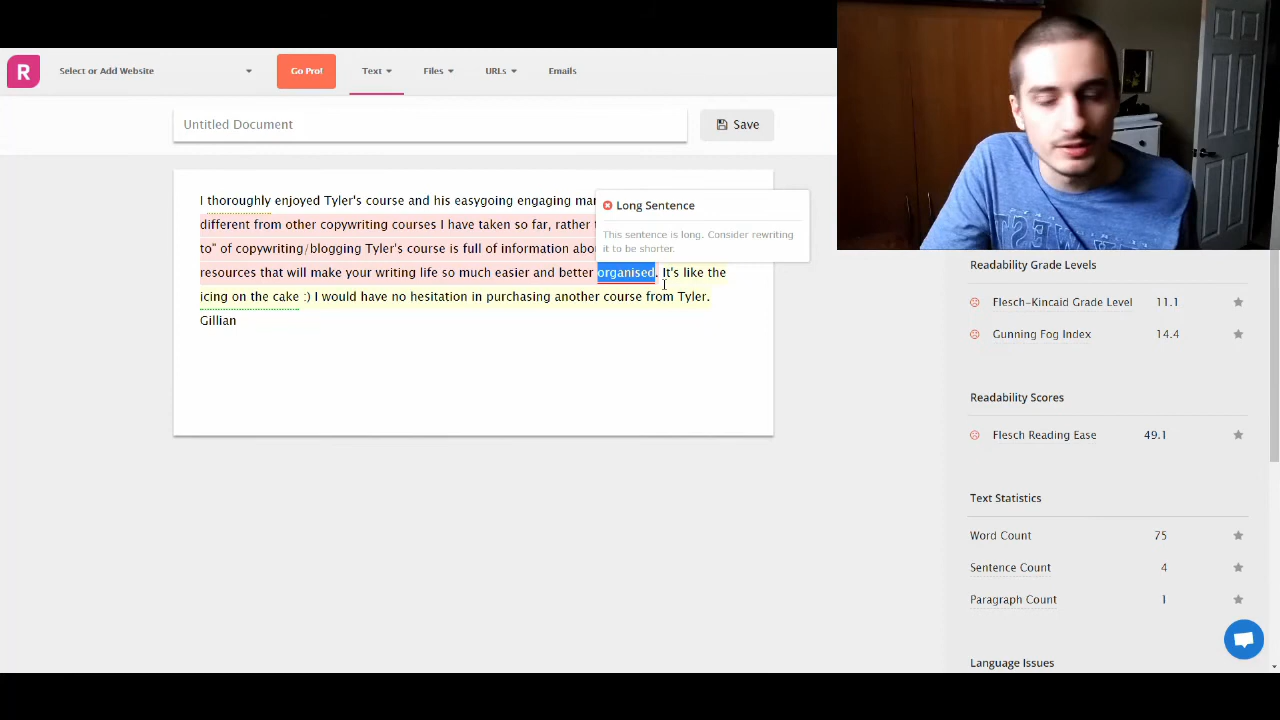 R
Select or Add Website
Go Pro!
Text
Files
URLs
Emails
Untitled Document
Save
I thoroughly enjoyed Tyler's course and his easygoing engaging
different from other copywriting courses I have taken so far, rather
to" of copywriting/blogging Tyler's course is full of information
resources that will make your writing life so much easier and better organised. It's like the
icing on the cake :) I would have no hesitation in purchasing another course from Tyler.
Gillian
Long Sentence
This sentence is long. Consider rewriting
it to be shorter.
Readability Grade Levels
Flesch-Kincaid Grade Level 11.1
Gunning Fog Index 14.4
Readability Scores
Flesch Reading Ease 49.1
Text Statistics
Word Count 75
Sentence Count 4
Paragraph Count 1
Language Issues